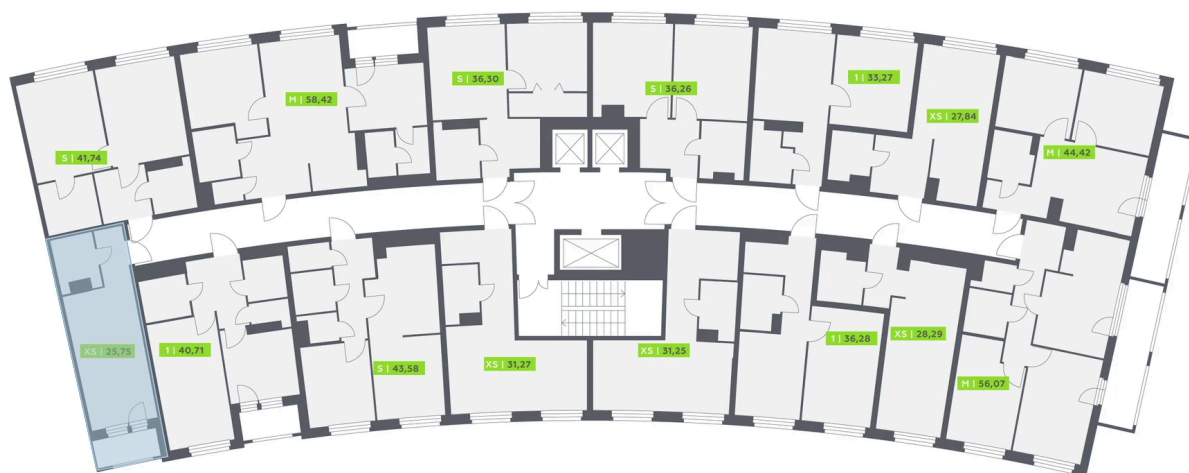 S | 41,74
M | 58,42
S | 36,30
S | 36,26
1 | 33,27
XS | 27,84
M | 44,42
XS | 25,75
1 | 40,71
S | 43,58
XS | 31,27
XS | 31,25
1 | 36,28
XS | 28,29
M | 56,07